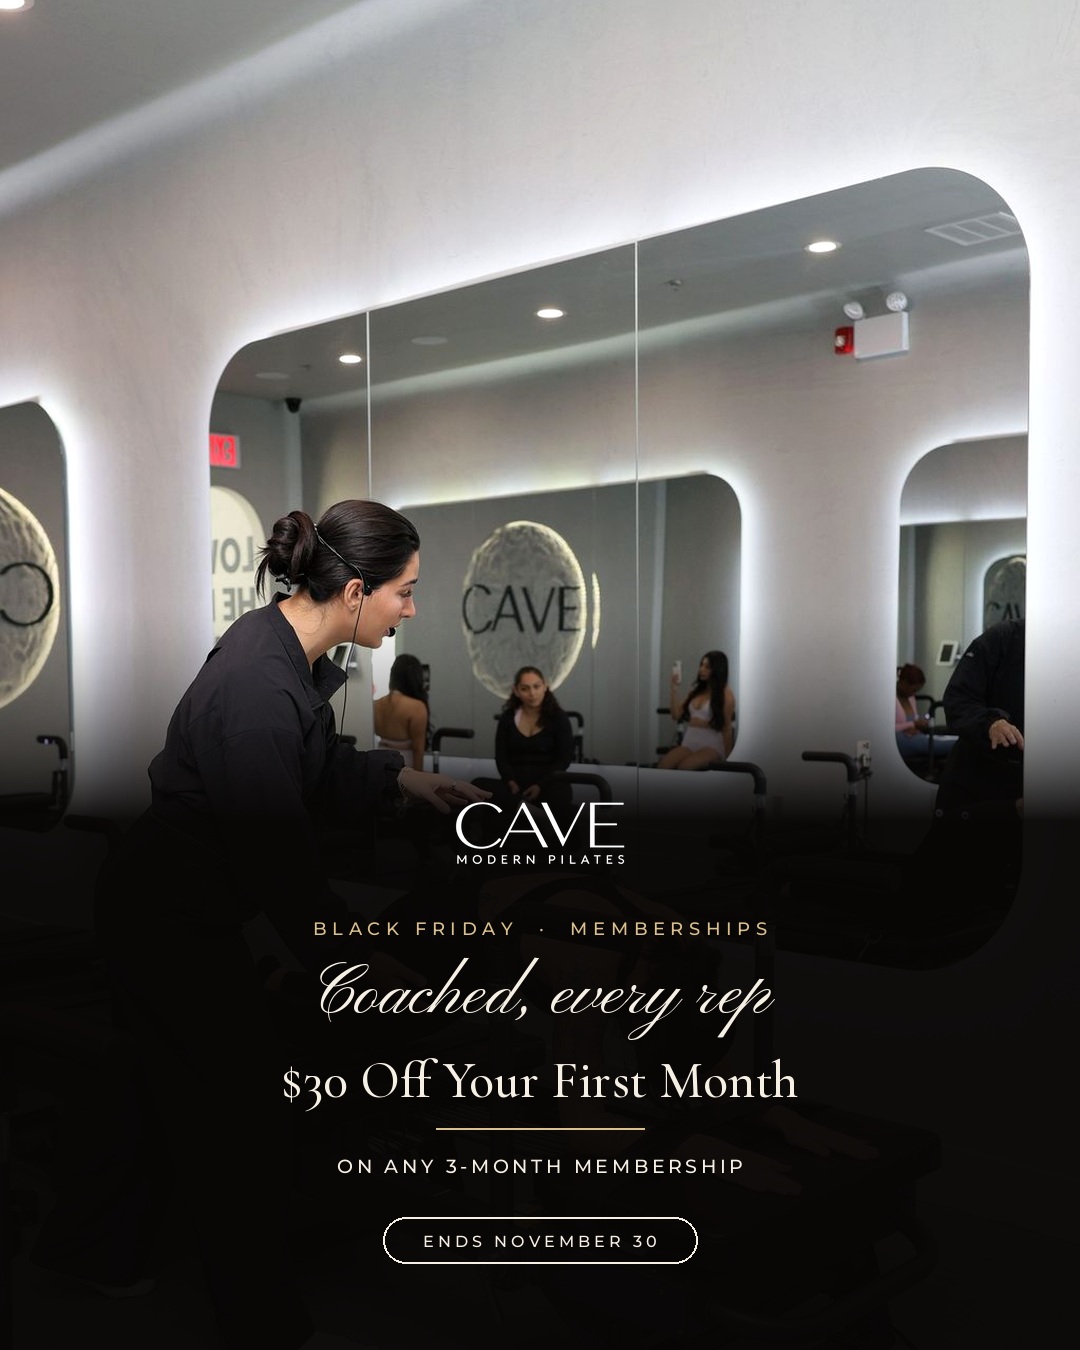 CAVE
CAVE
MODERN PILATES
BLACK FRIDAY · MEMBERSHIPS
Coached, every rep
$30 Off Your First Month
ON ANY 3-MONTH MEMBERSHIP
ENDS NOVEMBER 30